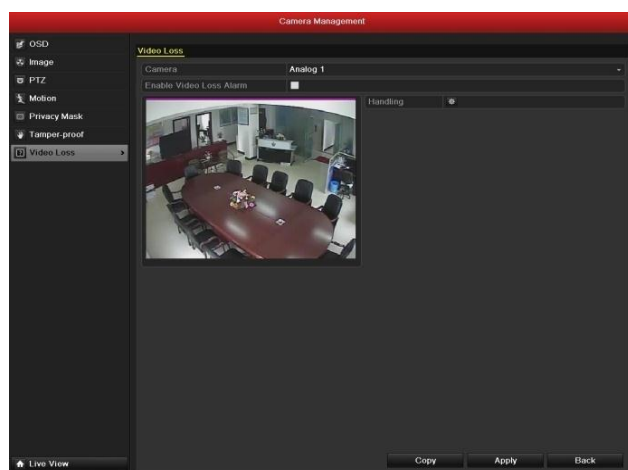 Camera Management
OSD
Image
PTZ
Motion
Privacy Mask
Tamper-proof
Video Loss
Video Loss
Camera Analog 1
Enable Video Loss Alarm
Handling
Live View
Copy Apply Back